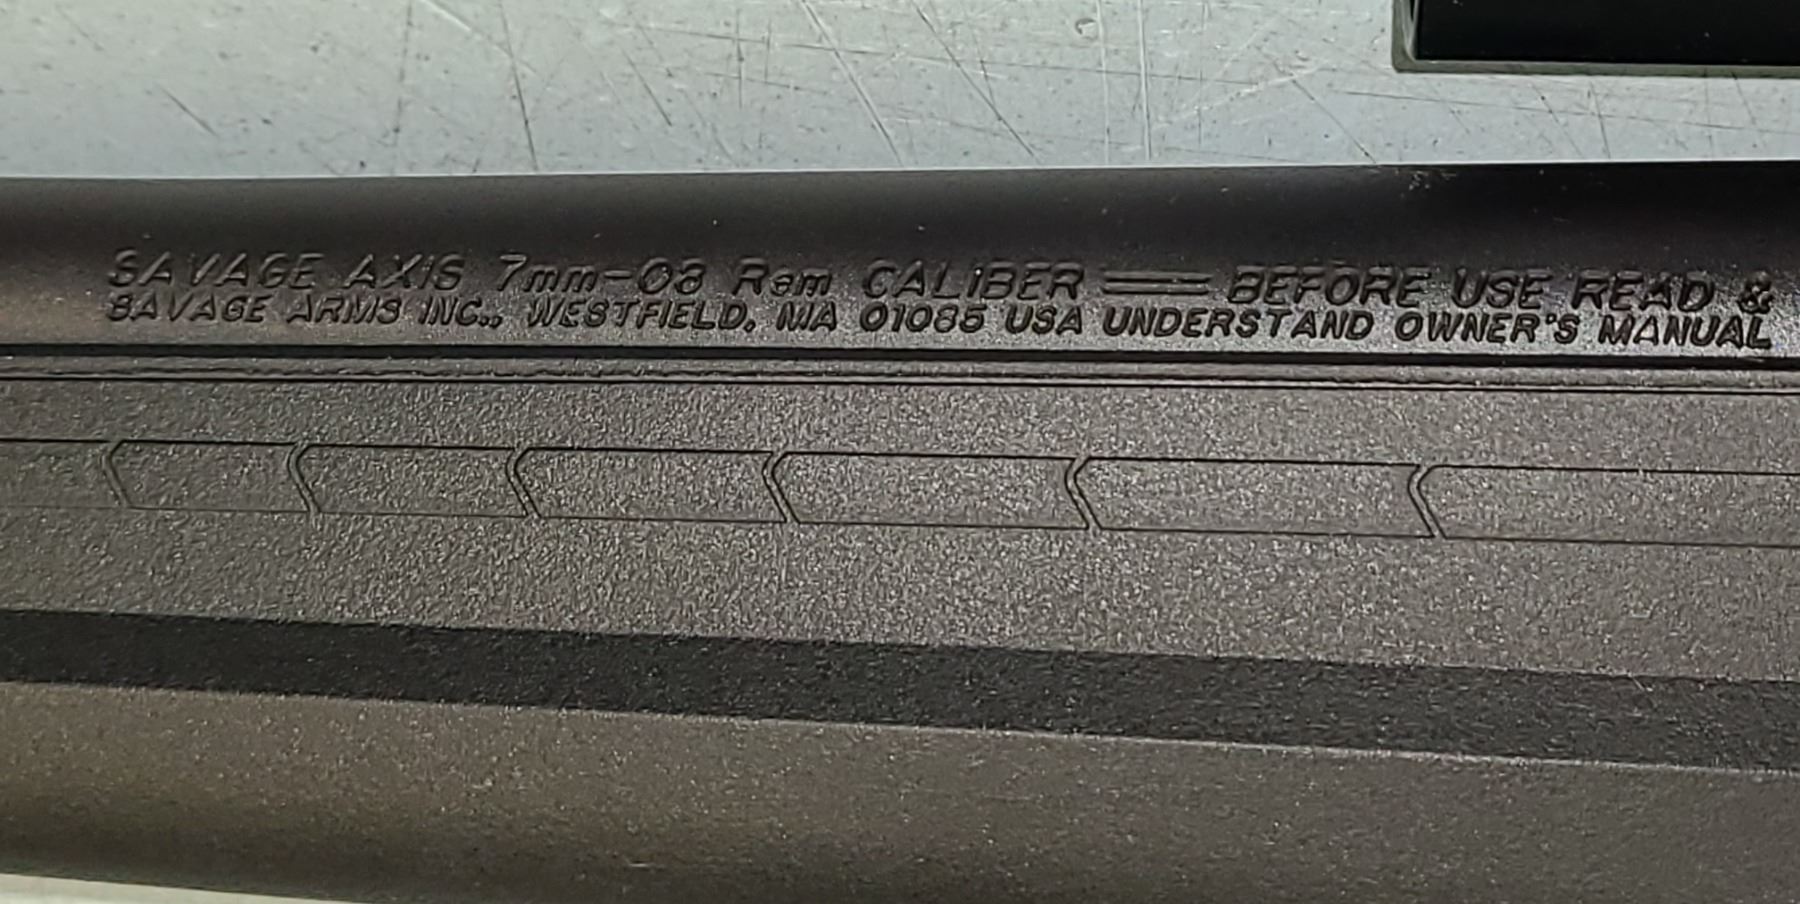 SAVAGE AXIS 7mm-08 Rem CALIBER == BEFORE USE READ &
SAVAGE ARMS INC., WESTFIELD, MA 01085 USA UNDERSTAND OWNER'S MANUAL